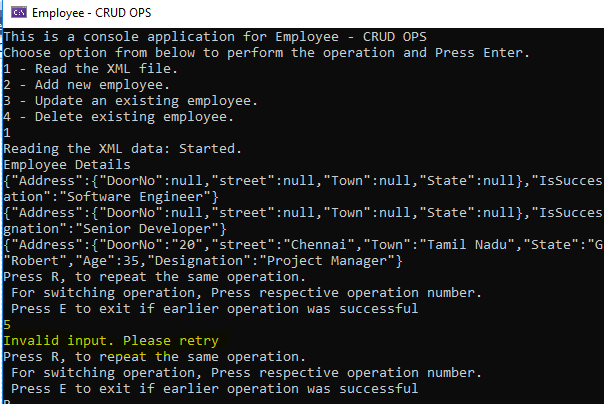 Employee - CRUD OPS
This is a console application for Employee - CRUD OPS
Choose option from below to perform the operation and Press Enter.
1 - Read the XML file.
2 - Add new employee.
3 - Update an existing employee.
4 - Delete existing employee.
1
Reading the XML data: Started.
Employee Details
{"Address":{"DoorNo":null,"street":null,"Town":null,"State":null},"IsSucces
ation":"Software Engineer"}
{"Address":{"DoorNo":null,"street":null,"Town":null,"State":null},"IsSucces
gnation":"Senior Developer"}
{"Address":{"DoorNo":"20","street":"Chennai","Town":"Tamil Nadu","State":"G
"Robert","Age":35,"Designation":"Project Manager"}
Press R, to repeat the same operation.
For switching operation, Press respective operation number.
Press E to exit if earlier operation was successful
5
Invalid input. Please retry
Press R, to repeat the same operation.
For switching operation, Press respective operation number.
Press E to exit if earlier operation was successful